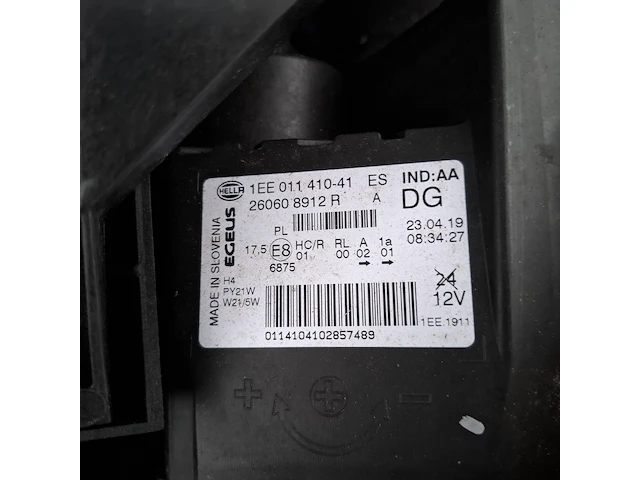 HELLA 1EE 011 410-41 ES IND:AA
26060 8912 R A DG
PL 23.04.19
17,5 E8 HC/R RL A 1a 08:34:27
01 00 02 01
6875 → →
MADE IN SLOVENIA
EGEUS
H4
PY21W
W21/5W
24
12V
1EE 1911
0114104102857489
+ + −